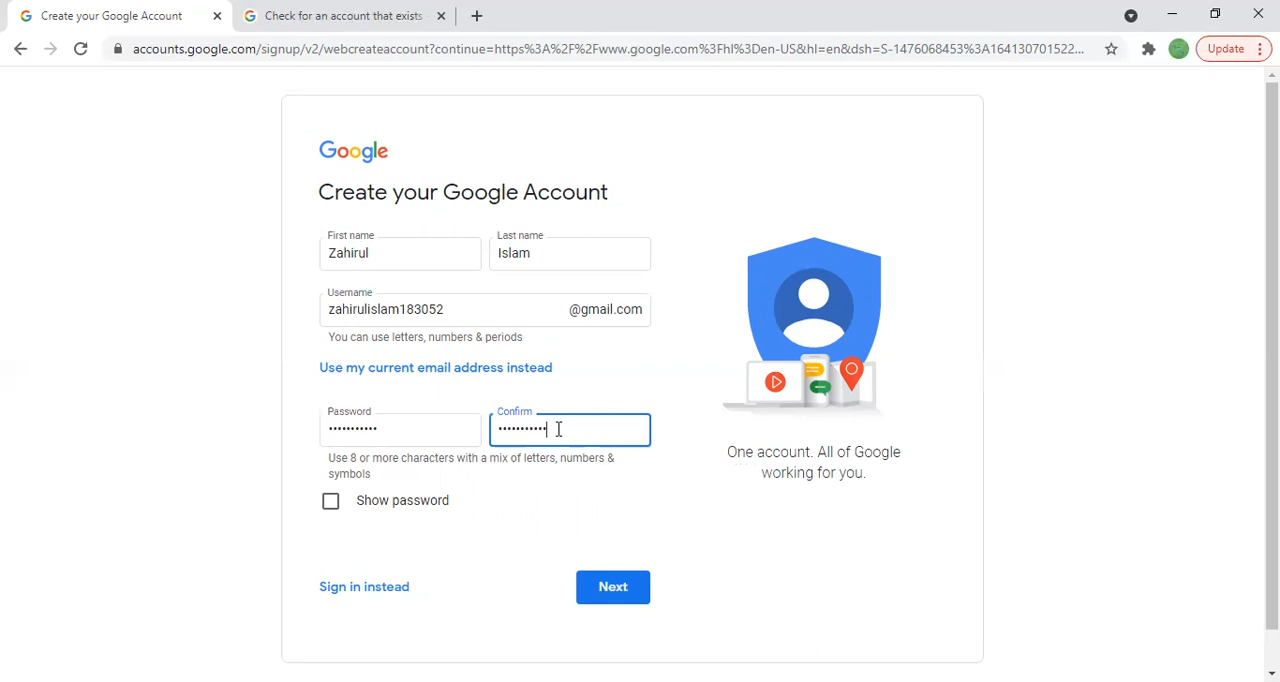 Create your Google Account
Check for an account that exists
accounts.google.com/signup/v2/webcreateaccount?continue=https%3A%2F%2Fwww.google.com%3Fhl%3Den-US&hl=en&dsh=S-1476068453%3A164130701522...
Update
Google
Create your Google Account
First name
Last name
Zahirul
Islam
Username
zahirulislam183052
@gmail.com
You can use letters, numbers & periods
Use my current email address instead
Password
Confirm
•••••••••••
•••••••••••
Use 8 or more characters with a mix of letters, numbers &
symbols
Show password
One account. All of Google
working for you.
Sign in instead
Next